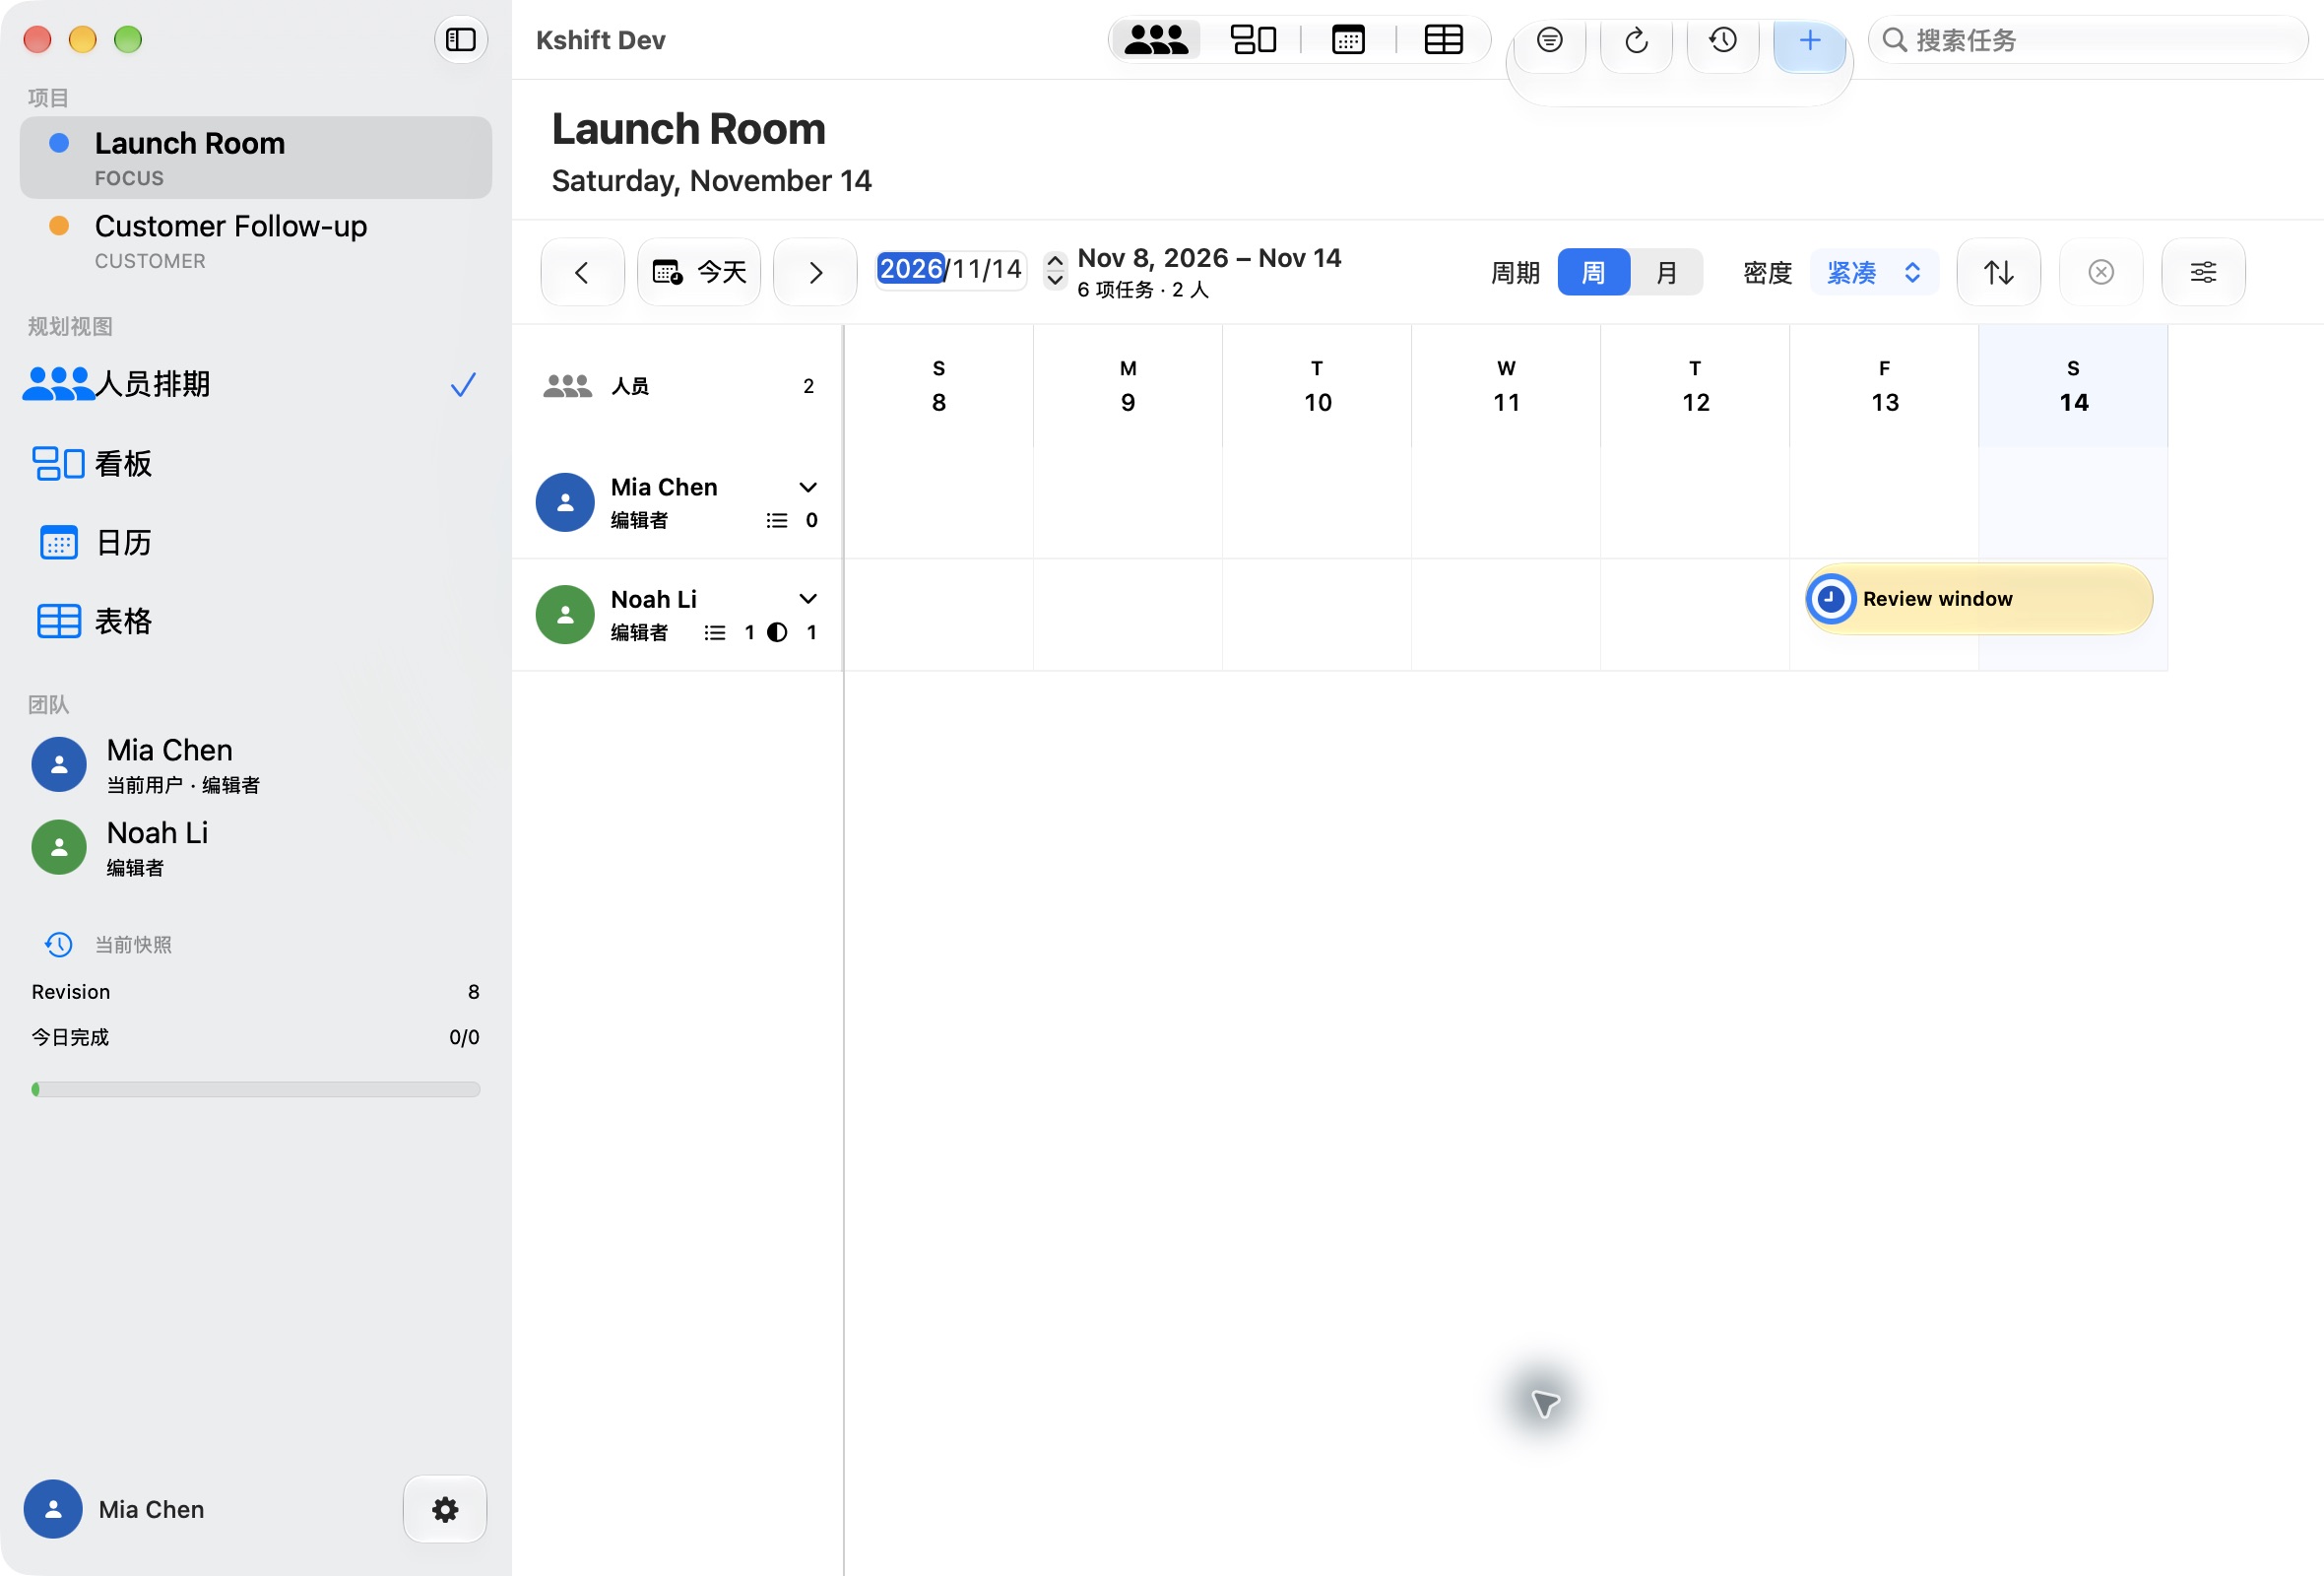 Kshift Dev
搜索任务
项目
Launch Room
FOCUS
Customer Follow-up
CUSTOMER
规划视图
人员排期
看板
日历
表格
团队
Mia Chen
当前用户 · 编辑者
Noah Li
编辑者
当前快照
Revision 8
今日完成 0/0
Mia Chen
Launch Room
Saturday, November 14
今天
2026/11/14
Nov 8, 2026 – Nov 14
6 项任务 · 2 人
周期 周 月
密度 紧凑
人员 2
S M T W T F S
8 9 10 11 12 13 14
Mia Chen
编辑者 0
Noah Li
编辑者 1 1
Review window